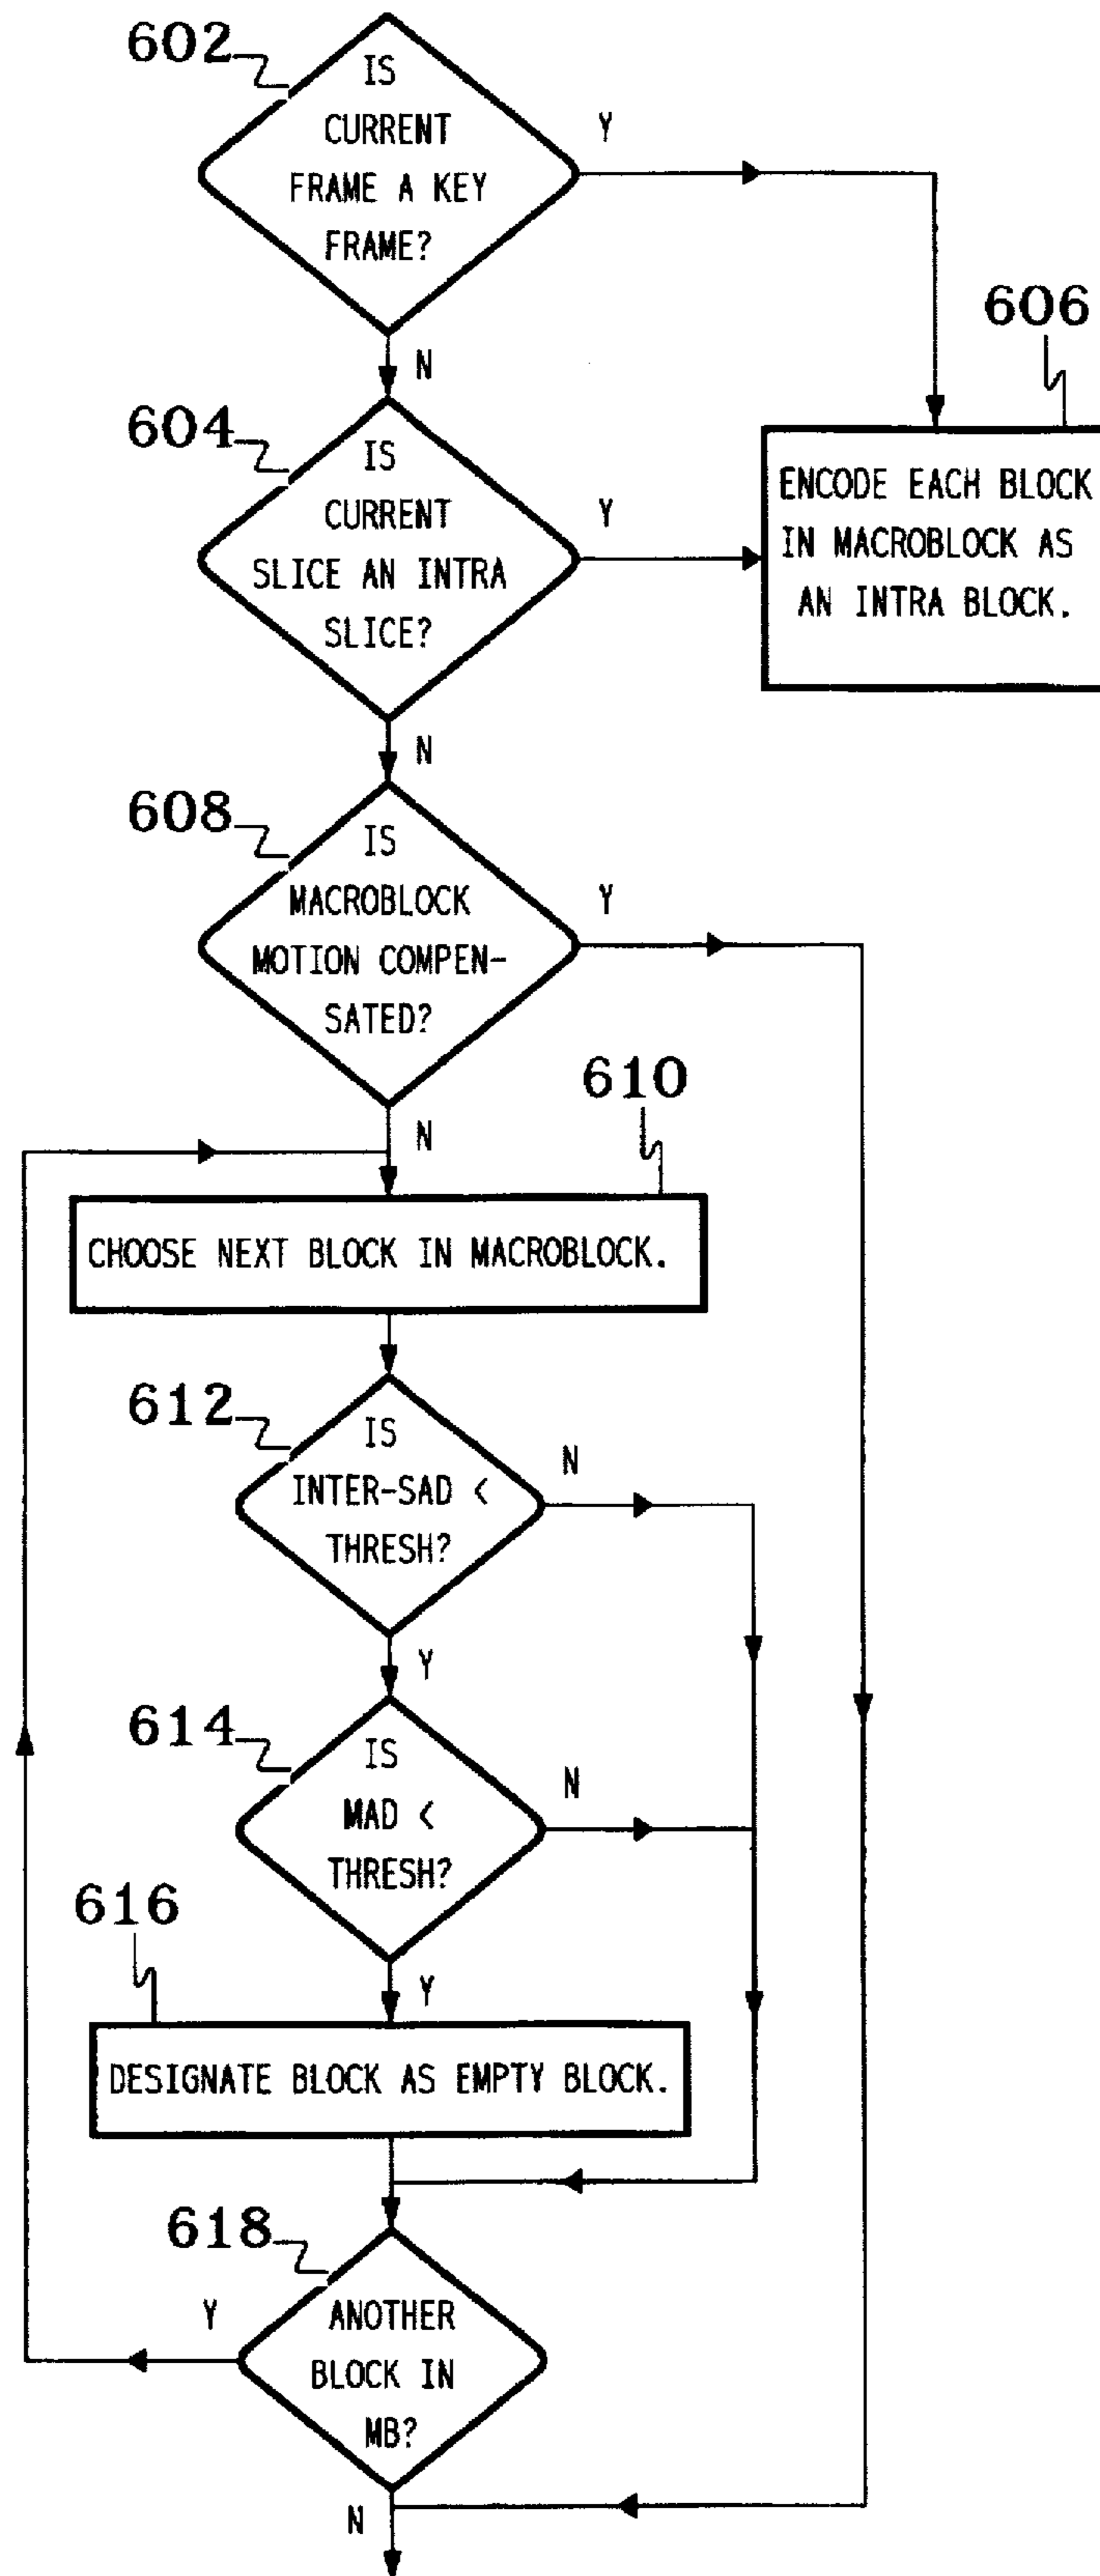 602
IS
CURRENT
FRAME A KEY
FRAME?
Y
N
606
ENCODE EACH BLOCK
IN MACROBLOCK AS
AN INTRA BLOCK.
604
IS
CURRENT
SLICE AN INTRA
SLICE?
Y
N
608
IS
MACROBLOCK
MOTION COMPEN-
SATED?
Y
N
610
CHOOSE NEXT BLOCK IN MACROBLOCK.
612
IS
INTER-SAD <
THRESH?
N
Y
614
IS
MAD <
THRESH?
N
Y
616
DESIGNATE BLOCK AS EMPTY BLOCK.
618
ANOTHER
BLOCK IN
MB?
Y
N